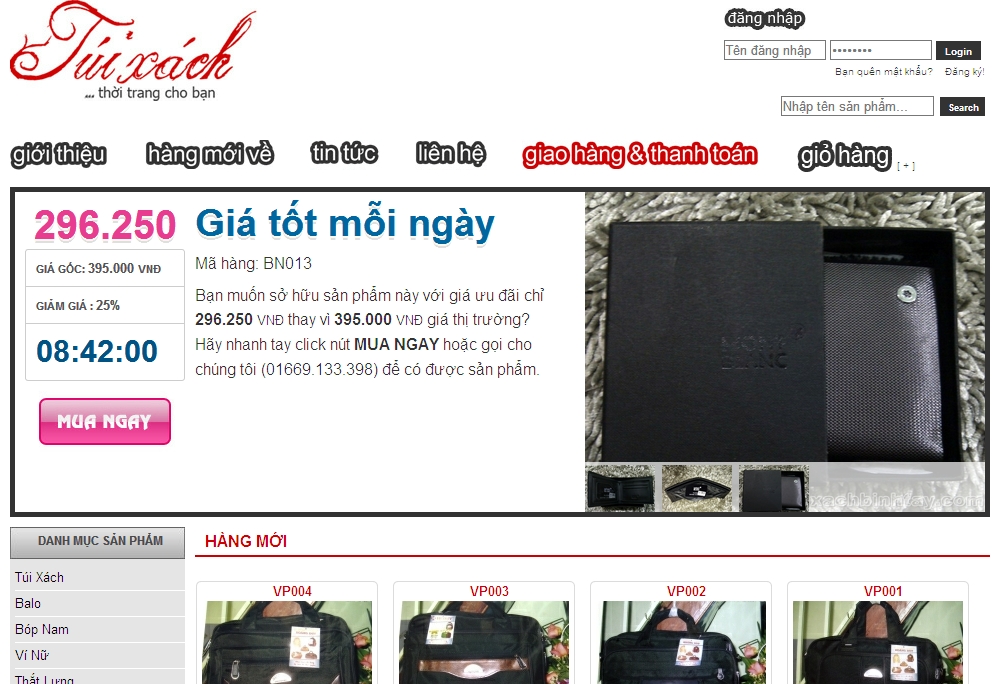 Túi xách
... thời trang cho bạn
đăng nhập
Tên đăng nhập
Login
Bạn quên mật khẩu? Đăng ký!
Nhập tên sản phẩm...
Search
giới thiệu hàng mới về tin tức liên hệ giao hàng & thanh toán giỏ hàng [ + ]
296.250
Giá tốt mỗi ngày
GIÁ GỐC: 395.000 VNĐ
GIẢM GIÁ : 25%
08:42:00
MUA NGAY
Mã hàng: BN013
Bạn muốn sở hữu sản phẩm này với giá ưu đãi chỉ
296.250 VNĐ thay vì 395.000 VNĐ giá thị trường?
Hãy nhanh tay click nút MUA NGAY hoặc gọi cho
chúng tôi (01669.133.398) để có được sản phẩm.
MONT
BLANC
DANH MỤC SẢN PHẨM
Túi Xách
Balo
Bóp Nam
Ví Nữ
Thắt Lưng
HÀNG MỚI
VP004 VP003 VP002 VP001